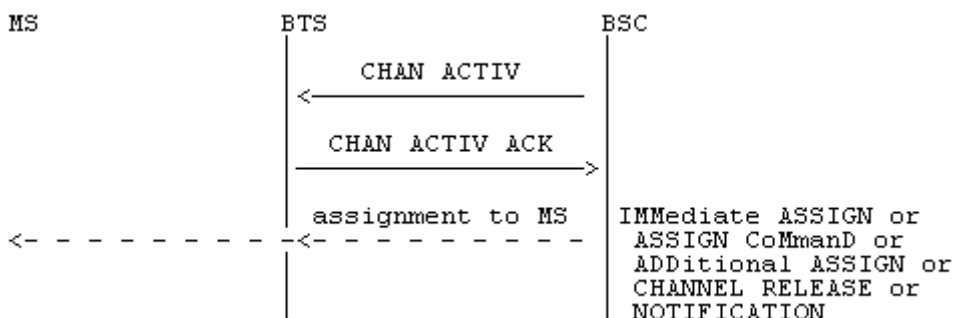 MS BTS BSC
CHAN ACTIV
CHAN ACTIV ACK
assignment to MS IMMediate ASSIGN or
ASSIGN CoMmanD or
ADDitional ASSIGN or
CHANNEL RELEASE or
NOTIFICATION